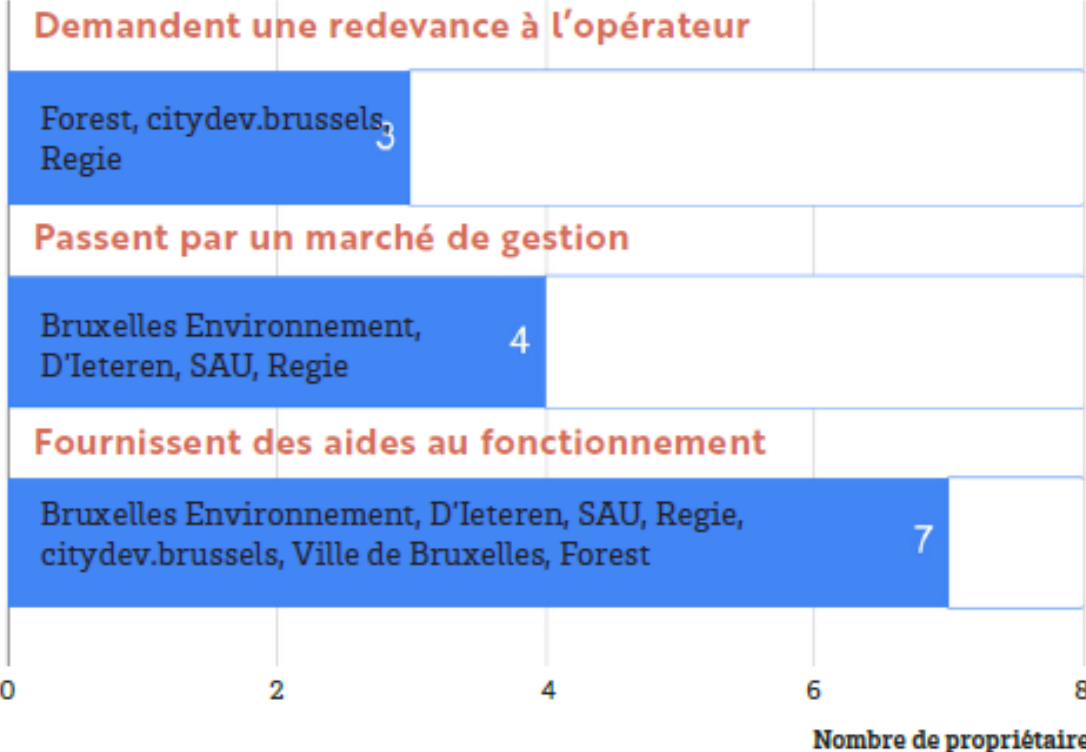 Demandent une redevance à l'opérateur
Forest, citydev.brussels,
Regie
3
Passent par un marché de gestion
Bruxelles Environnement,
D'Ieteren, SAU, Regie
4
Fournissent des aides au fonctionnement
Bruxelles Environnement, D'Ieteren, SAU, Regie,
citydev.brussels, Ville de Bruxelles, Forest
7
0 2 4 6 8
Nombre de propriétaire